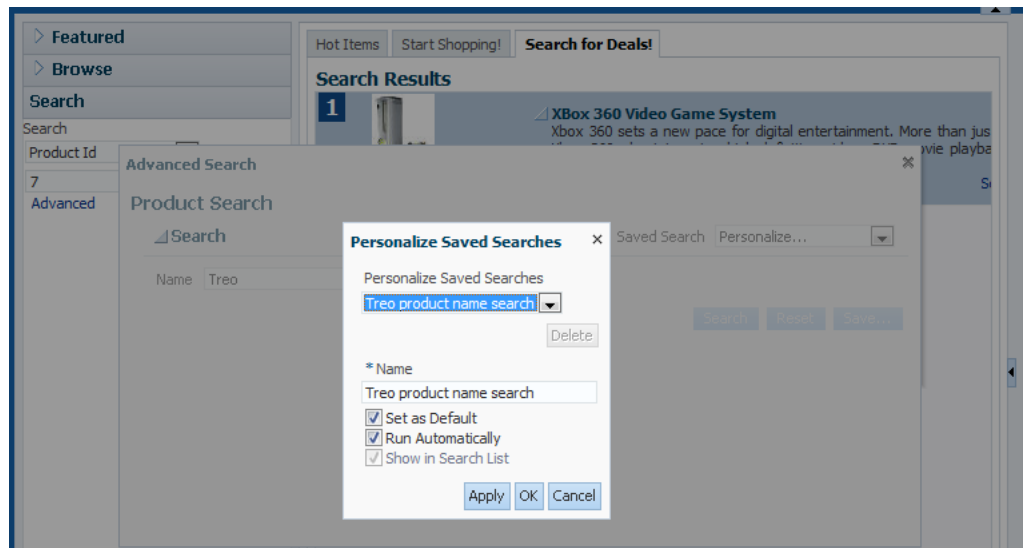 Featured
Browse
Search
Search
Product Id
7
Advanced
Hot Items Start Shopping! Search for Deals!
Search Results
1
XBox 360 Video Game System
Xbox 360 sets a new pace for digital entertainment. More than jus
Advanced Search
Product Search
Search
Saved Search Personalize...
Name Treo
Search Reset Save...
Personalize Saved Searches
Personalize Saved Searches
Treo product name search
Delete
* Name
Treo product name search
Set as Default
Run Automatically
Show in Search List
Apply OK Cancel